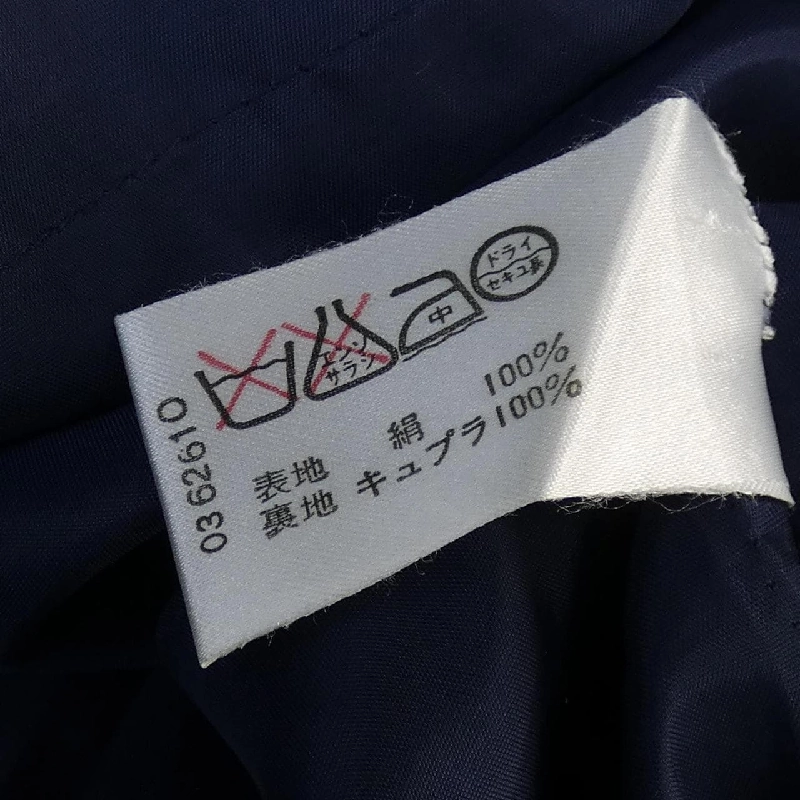 エンソ
サラシ
中
ドライ
セキユ系
表地 絹 100%
裏地 キュプラ100%
0362610